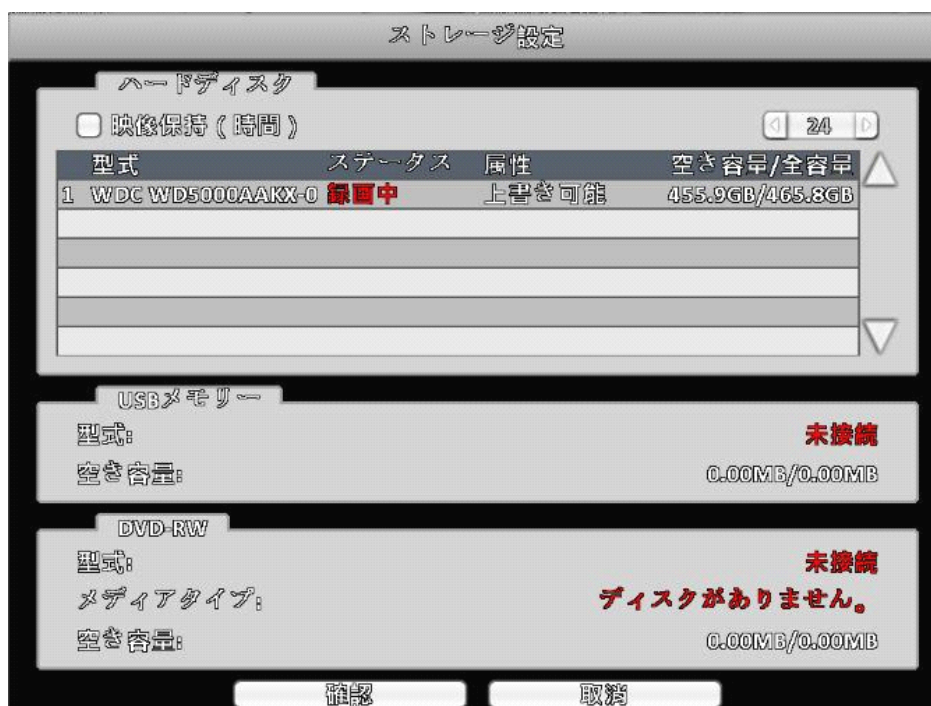 ストレージ設定
ハードディスク
映像保持 ( 時間 ) 24
型式 ステータス 属性 空き容量/全容量
1 WDC WD5000AAKX-0 録画中 上書き可能 455.9GB/465.8GB
USBメモリー
型式: 未接続
空き容量: 0.00MB/0.00MB
DVD-RW
型式: 未接続
メディアタイプ: ディスクがありません。
空き容量: 0.00MB/0.00MB
確認 取消